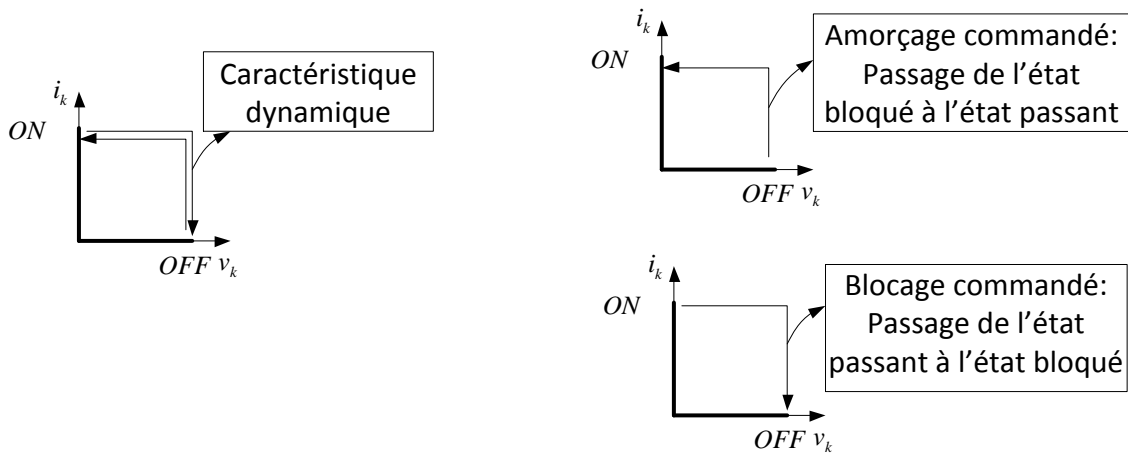 Caractéristique
dynamique
i_k
ON
OFF v_k
Amorçage commandé:
Passage de l'état
bloqué à l'état passant
i_k
ON
OFF v_k
Blocage commandé:
Passage de l'état
passant à l'état bloqué
i_k
ON
OFF v_k